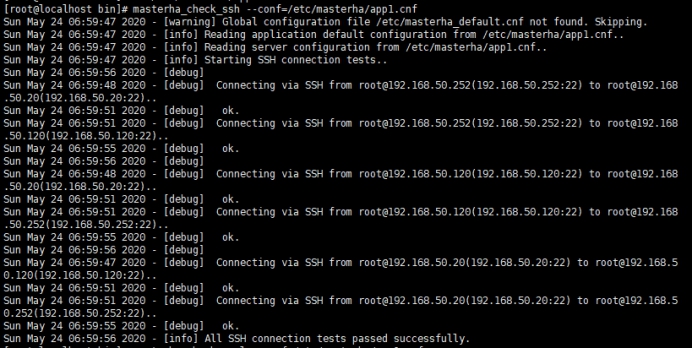 [root@localhost bin]# masterha_check_ssh --conf=/etc/masterha/app1.cnf
Sun May 24 06:59:47 2020 - [warning] Global configuration file /etc/masterha_default.cnf not found. Skipping.
Sun May 24 06:59:47 2020 - [info] Reading application default configuration from /etc/masterha/app1.cnf..
Sun May 24 06:59:47 2020 - [info] Reading server configuration from /etc/masterha/app1.cnf..
Sun May 24 06:59:47 2020 - [info] Starting SSH connection tests..
Sun May 24 06:59:56 2020 - [debug]
Sun May 24 06:59:48 2020 - [debug]  Connecting via SSH from root@192.168.50.252(192.168.50.252:22) to root@192.168
.50.20(192.168.50.20:22)..
Sun May 24 06:59:51 2020 - [debug]   ok.
Sun May 24 06:59:51 2020 - [debug]  Connecting via SSH from root@192.168.50.252(192.168.50.252:22) to root@192.168
.50.120(192.168.50.120:22)..
Sun May 24 06:59:55 2020 - [debug]   ok.
Sun May 24 06:59:56 2020 - [debug]
Sun May 24 06:59:48 2020 - [debug]  Connecting via SSH from root@192.168.50.120(192.168.50.120:22) to root@192.168
.50.20(192.168.50.20:22)..
Sun May 24 06:59:51 2020 - [debug]   ok.
Sun May 24 06:59:51 2020 - [debug]  Connecting via SSH from root@192.168.50.120(192.168.50.120:22) to root@192.168
.50.252(192.168.50.252:22)..
Sun May 24 06:59:55 2020 - [debug]   ok.
Sun May 24 06:59:56 2020 - [debug]
Sun May 24 06:59:47 2020 - [debug]  Connecting via SSH from root@192.168.50.20(192.168.50.20:22) to root@192.168.5
0.120(192.168.50.120:22)..
Sun May 24 06:59:51 2020 - [debug]   ok.
Sun May 24 06:59:51 2020 - [debug]  Connecting via SSH from root@192.168.50.20(192.168.50.20:22) to root@192.168.5
0.252(192.168.50.252:22)..
Sun May 24 06:59:55 2020 - [debug]   ok.
Sun May 24 06:59:56 2020 - [info] All SSH connection tests passed successfully.